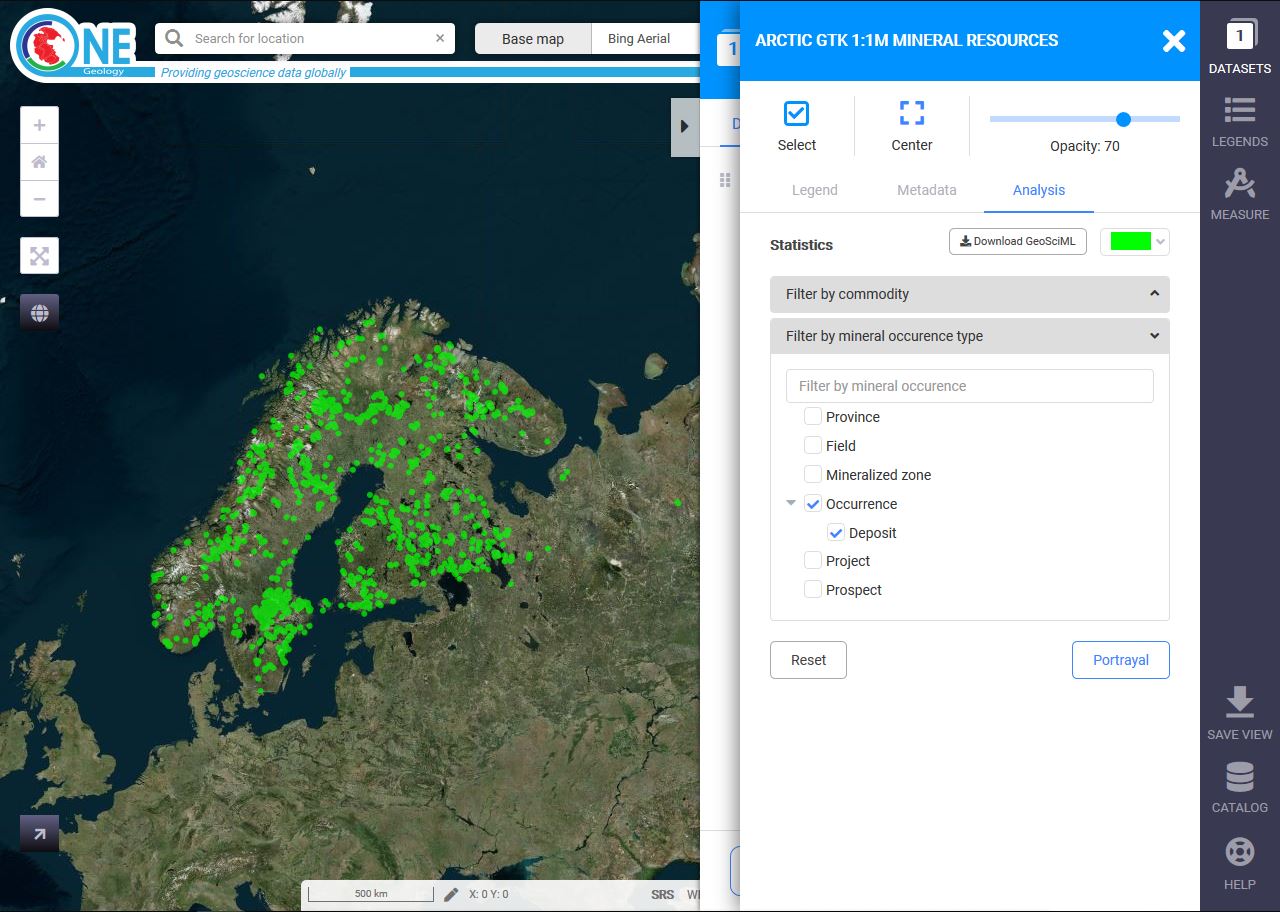 ONE
Geology
Providing geoscience data globally
Search for location
Base map
Bing Aerial
1
D
500 km
X: 0 Y: 0
SRS
ARCTIC GTK 1:1M MINERAL RESOURCES
Select
Center
Opacity: 70
Legend
Metadata
Analysis
Statistics
Download GeoSciML
Filter by commodity
Filter by mineral occurence type
Filter by mineral occurence
Province
Field
Mineralized zone
Occurrence
Deposit
Project
Prospect
Reset
Portrayal
1
DATASETS
LEGENDS
MEASURE
SAVE VIEW
CATALOG
HELP